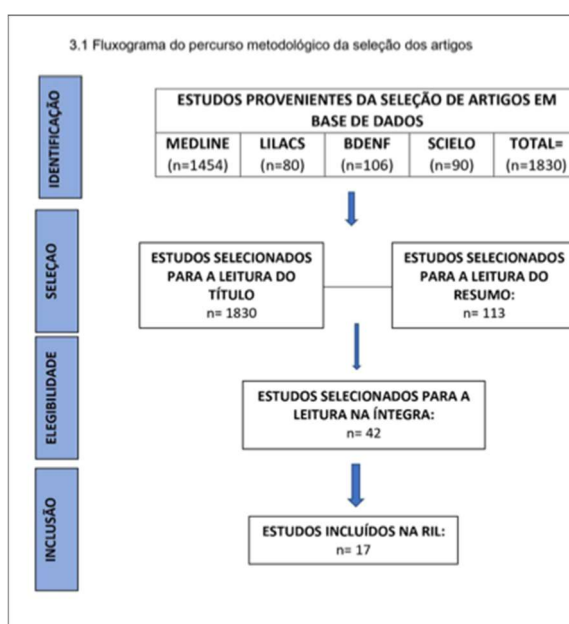 3.1 Fluxograma do percurso metodológico da seleção dos artigos
IDENTIFICAÇÃO
ESTUDOS PROVENIENTES DA SELEÇÃO DE ARTIGOS EM
BASE DE DADOS
MEDLINE LILACS BDENF SCIELO TOTAL=
(n=1454) (n=80) (n=106) (n=90) (n=1830)
SELEÇAO
ESTUDOS SELECIONADOS
PARA A LEITURA DO
TÍTULO
n= 1830
ESTUDOS SELECIONADOS
PARA A LEITURA DO
RESUMO:
n= 113
ELEGIBILIDADE
ESTUDOS SELECIONADOS PARA A
LEITURA NA ÍNTEGRA:
n= 42
INCLUSÃO
ESTUDOS INCLUÍDOS NA RIL:
n= 17